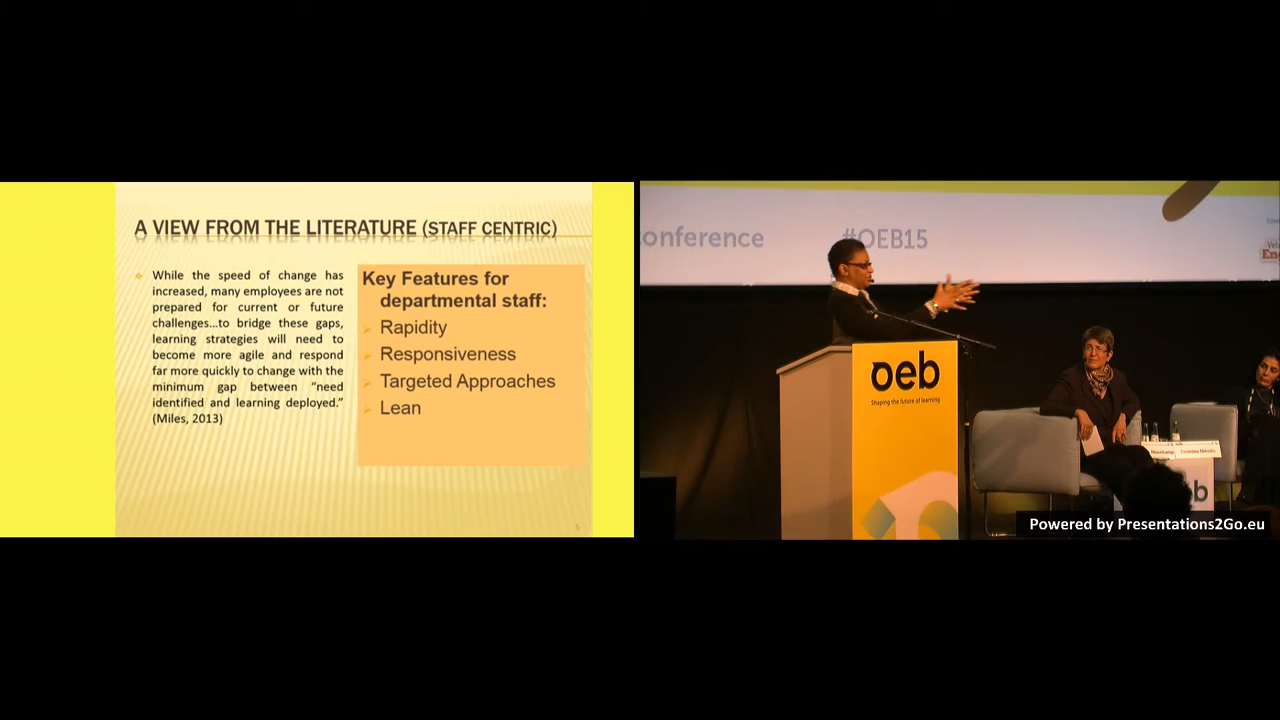 A VIEW FROM THE LITERATURE (STAFF CENTRIC)
While the speed of change has
increased, many employees are not
prepared for current or future
challenges...to bridge these gaps,
learning strategies will need to
become more agile and respond
far more quickly to change with the
minimum gap between “need
identified and learning deployed.”
(Miles, 2013)
Key Features for
departmental staff:
Rapidity
Responsiveness
Targeted Approaches
Lean
5
onference
#OEB15
oeb
Shaping the future of learning
Powered by Presentations2Go.eu